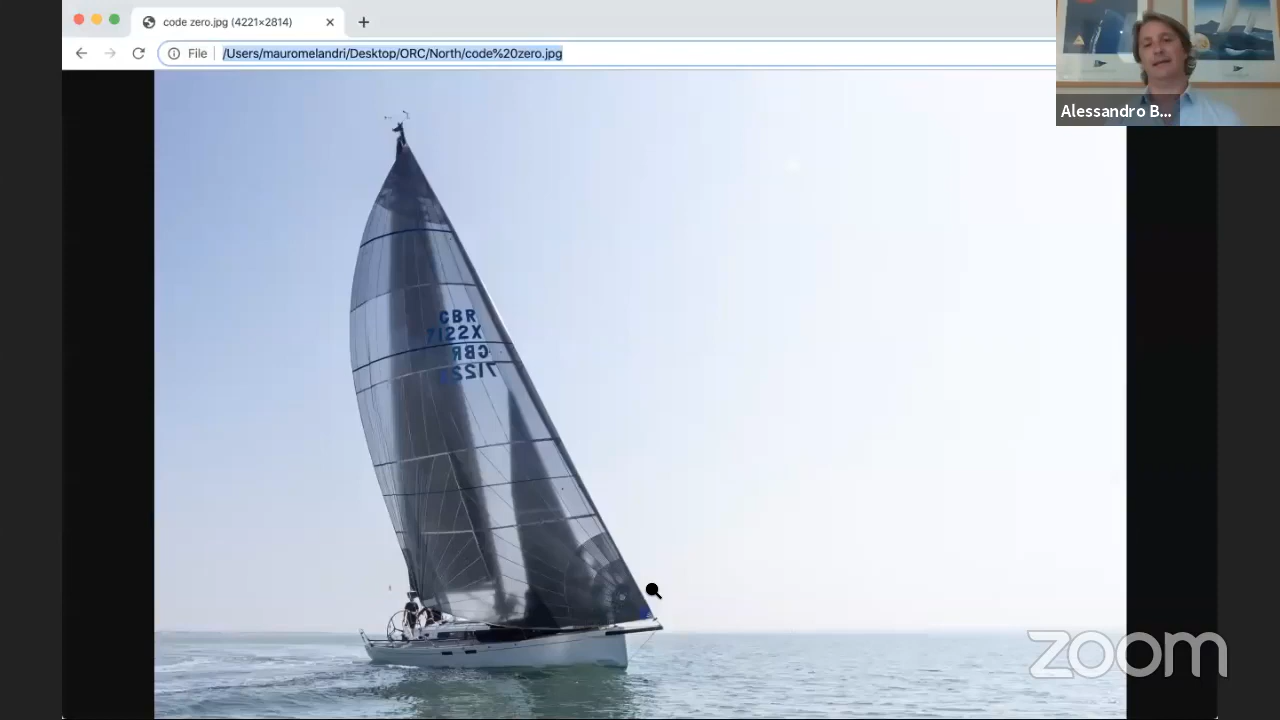 code zero.jpg (4221×2814)
File
/Users/mauromelandri/Desktop/ORC/North/code%20zero.jpg
Alessandro B...
GBR
7122X
GBR
7122
zoom